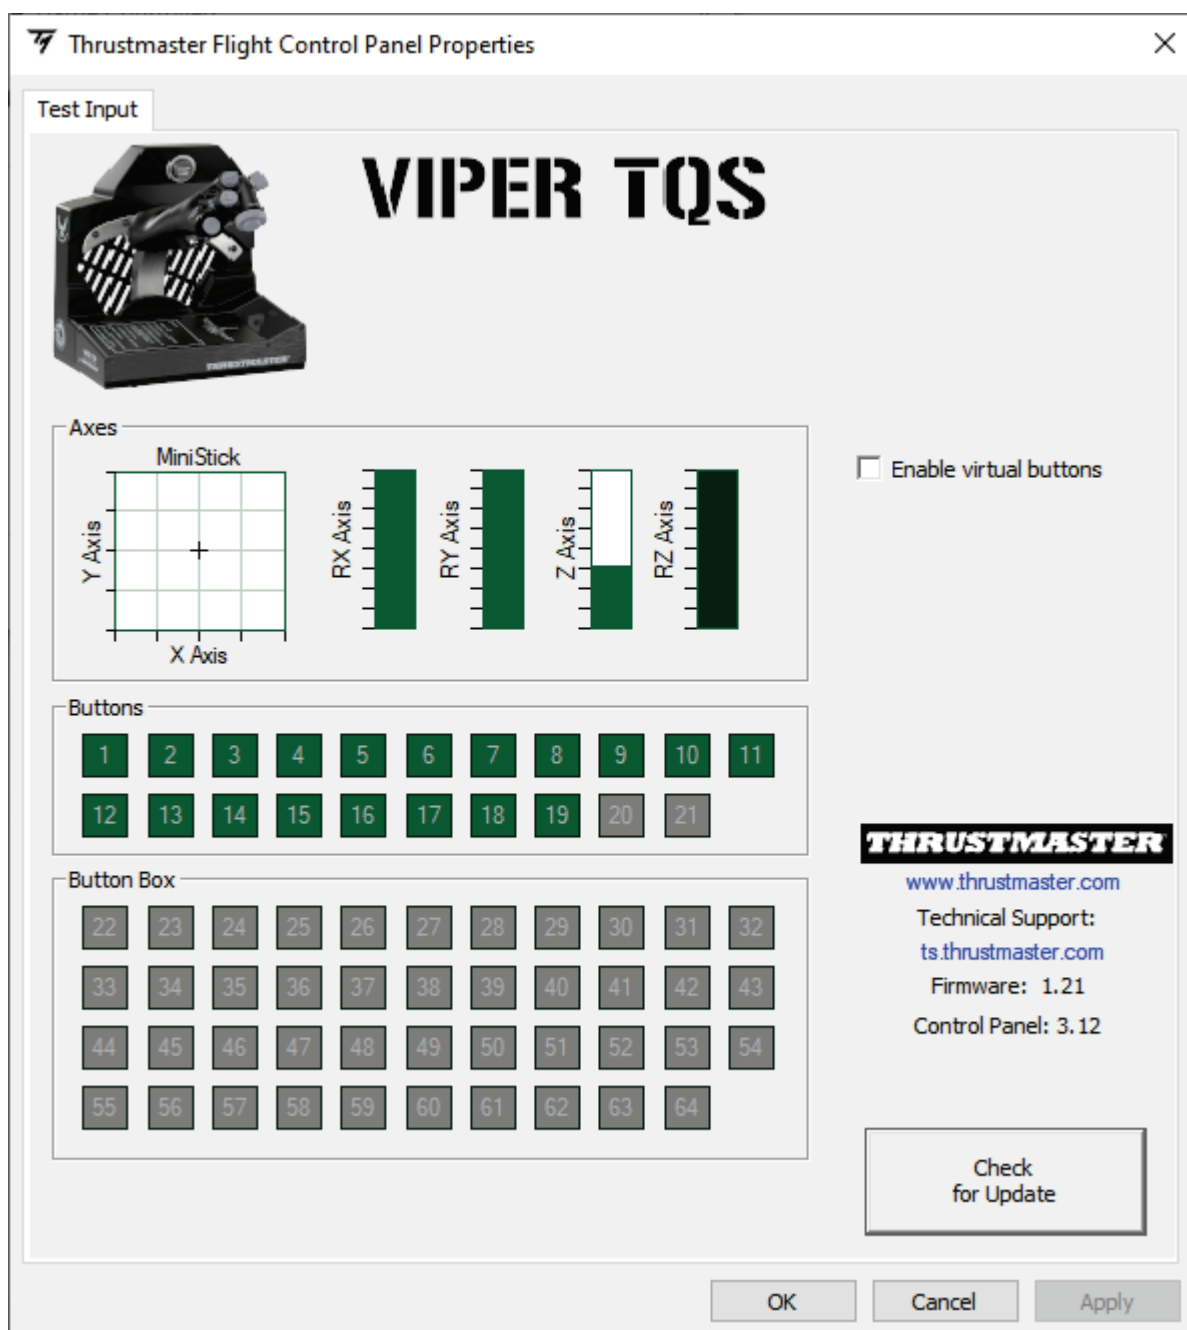 Thrustmaster Flight Control Panel Properties
Test Input
VIPER TQS
THRUSTMASTER
Axes
MiniStick
Y Axis
X Axis
RX Axis
RY Axis
Z Axis
RZ Axis
Enable virtual buttons
Buttons
1 2 3 4 5 6 7 8 9 10 11
12 13 14 15 16 17 18 19 20 21
Button Box
22 23 24 25 26 27 28 29 30 31 32
33 34 35 36 37 38 39 40 41 42 43
44 45 46 47 48 49 50 51 52 53 54
55 56 57 58 59 60 61 62 63 64
THRUSTMASTER
www.thrustmaster.com
Technical Support:
ts.thrustmaster.com
Firmware: 1.21
Control Panel: 3.12
Check
for Update
OK
Cancel
Apply